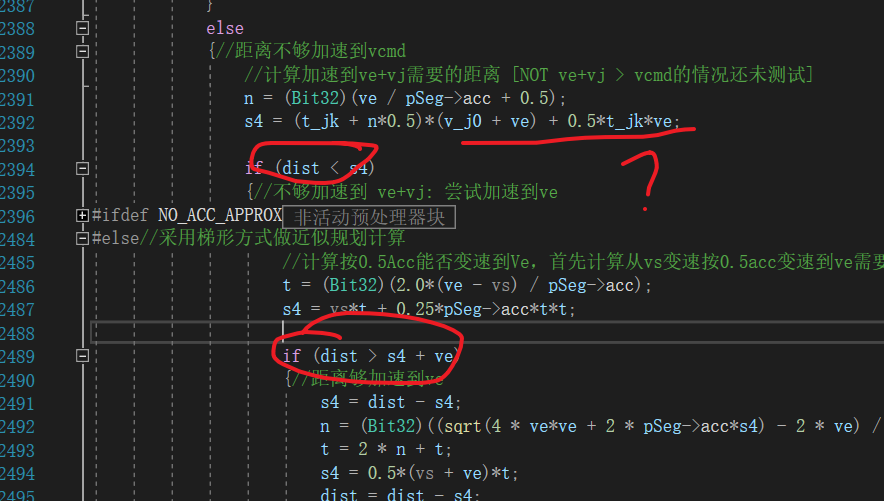 2387 }
2388 else
2389 {//距离不够加速到vcmd
2390 //计算加速到ve+vj需要的距离 [NOT ve+vj > vcmd的情况还未测试]
2391 n = (Bit32)(ve / pSeg->acc + 0.5);
2392 s4 = (t_jk + n*0.5)*(v_j0 + ve) + 0.5*t_jk*ve;
2393
2394 if (dist < s4)
2395 {//不够加速到 ve+vj: 尝试加速到ve
2396 #ifdef NO_ACC_APPROX 非活动预处理器块
2484 #else//采用梯形方式做近似规划计算
2485 //计算按0.5Acc能否变速到Ve，首先计算从vs变速按0.5acc变速到ve需要
2486 t = (Bit32)(2.0*(ve - vs) / pSeg->acc);
2487 s4 = vs*t + 0.25*pSeg->acc*t*t;
2488
2489 if (dist > s4 + ve)
2490 {//距离够加速到ve
2491 s4 = dist - s4;
2492 n = (Bit32)((sqrt(4 * ve*ve + 2 * pSeg->acc*s4) - 2 * ve) /
2493 t = 2 * n + t;
2494 s4 = 0.5*(vs + ve)*t;
2495 dist = dist - s4;
?